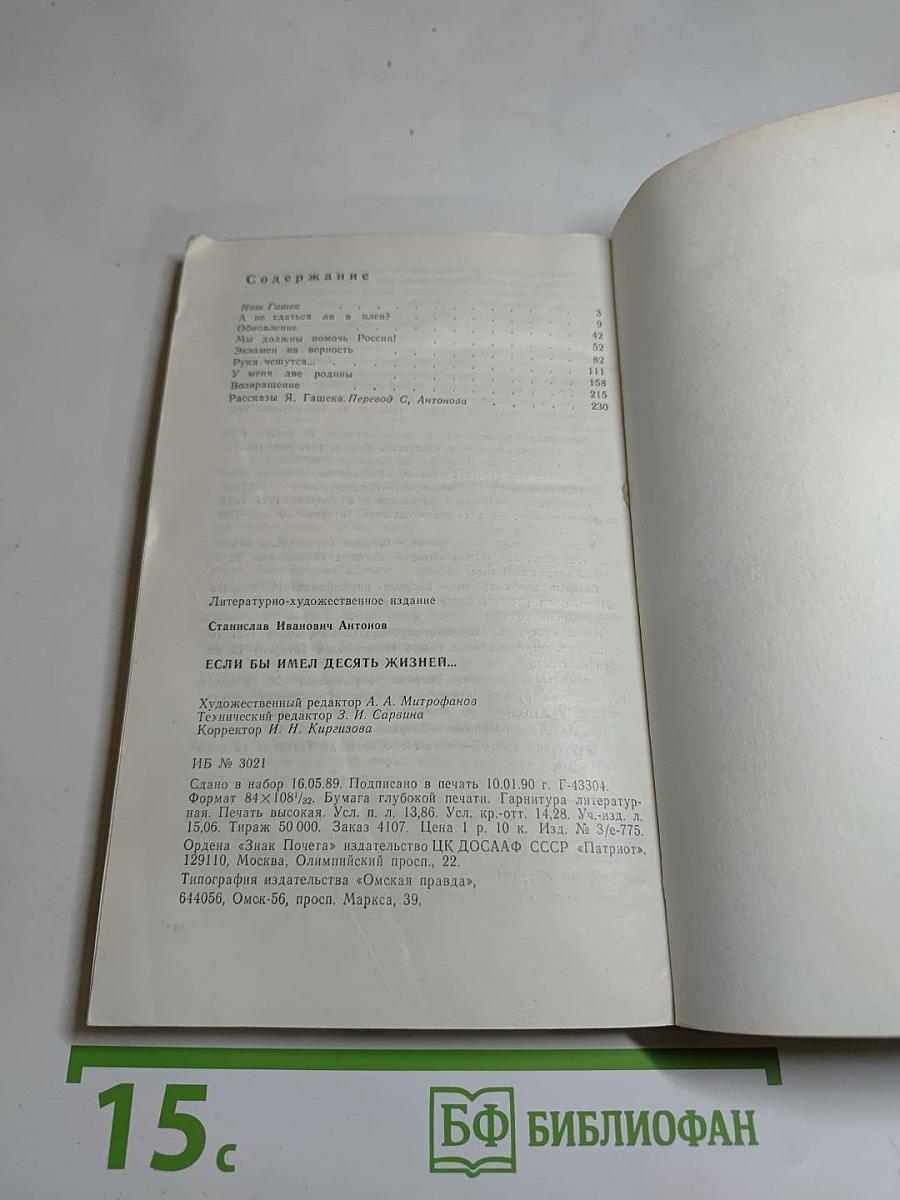 Содержание
Наш Гашек . . . . . . . . . . 3
А не сдаться ли в плен? . . . . . . . . 9
Обновление . . . . . . . . . . 42
Мы должны помочь России! . . . . . . . 52
Экзамен на верность . . . . . . . . 82
Руки чешутся... . . . . . . . . . 111
У меня две родины . . . . . . . . 158
Возвращение . . . . . . . . . . 215
Рассказы Я, Гашека. Перевод С, Антонова . . . . . 230
Литературно-художественное издание
Станислав Иванович Антонов
ЕСЛИ БЫ ИМЕЛ ДЕСЯТЬ ЖИЗНЕЙ...
Художественный редактор А. А. Митрофанов
Технический редактор З. И. Сарвина
Корректор И. Н. Киргизова
ИБ № 3021
Сдано в набор 16.05.89. Подписано в печать 10.01.90 г. Г-43304.
Формат 84×108¹/₃₂. Бумага глубокой печати. Гарнитура литератур-
ная. Печать высокая. Усл. п. л. 13,86. Усл. кр.-отт. 14,28. Уч.-изд. л.
15,06. Тираж 50 000. Заказ 4107. Цена 1 р. 10 к. Изд. № 3/е-775.
Ордена «Знак Почета» издательство ЦК ДОСААФ СССР «Патриот».
129110, Москва, Олимпийский просп., 22.
Типография издательства «Омская правда»,
644056, Омск-56, просп. Маркса, 39,
15 с
БФ БИБЛИОФАН